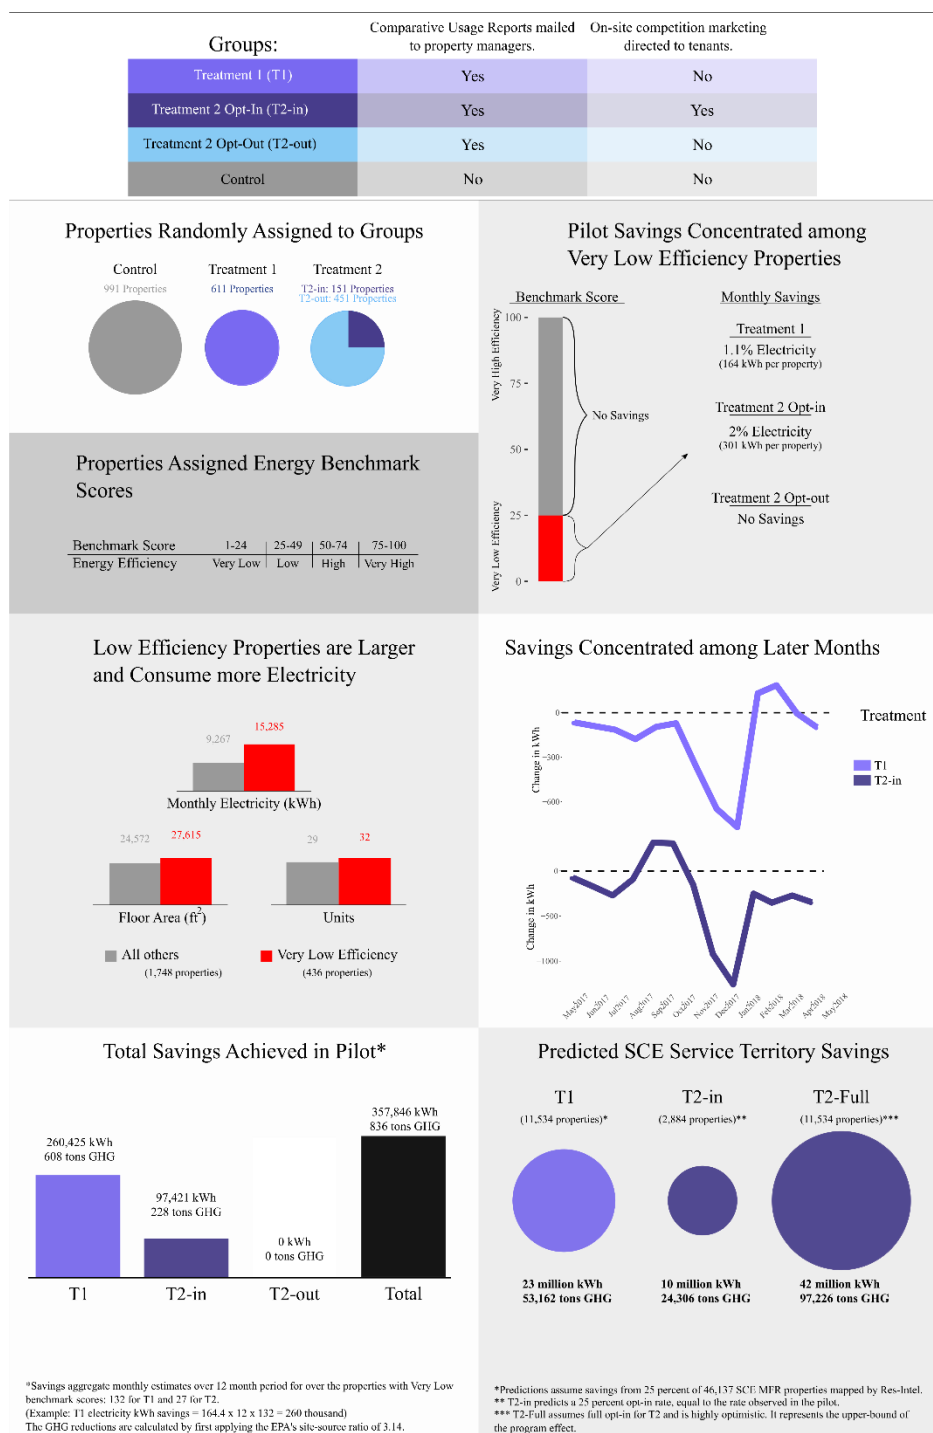 Groups:
Comparative Usage Reports mailed
to property managers.
On-site competition marketing
directed to tenants.
Treatment 1 (T1)
Yes
No
Treatment 2 Opt-In (T2-in)
Yes
Yes
Treatment 2 Opt-Out (T2-out)
Yes
No
Control
No
No
Properties Randomly Assigned to Groups
Control
991 Properties
Treatment 1
611 Properties
Treatment 2
T2-in: 151 Properties
T2-out: 451 Properties
Properties Assigned Energy Benchmark
Scores
Benchmark Score 1-24 25-49 50-74 75-100
Energy Efficiency Very Low Low High Very High
Pilot Savings Concentrated among
Very Low Efficiency Properties
Benchmark Score
Monthly Savings
Very High Efficiency
Very Low Efficiency
100
75
50
25
0
No Savings
Treatment 1
1.1% Electricity
(164 kWh per property)
Treatment 2 Opt-in
2% Electricity
(301 kWh per property)
Treatment 2 Opt-out
No Savings
Low Efficiency Properties are Larger
and Consume more Electricity
9,267
15,285
Monthly Electricity (kWh)
24,572
27,615
Floor Area (ft2)
29
32
Units
All others
(1,748 properties)
Very Low Efficiency
(436 properties)
Savings Concentrated among Later Months
Change in kWh
0
−300
−600
Treatment
T1
T2-in
Change in kWh
0
−500
−1000
May2017
Jun2017
Jul2017
Aug2017
Sep2017
Oct2017
Nov2017
Dec2017
Jan2018
Feb2018
Mar2018
Apr2018
May2018
Total Savings Achieved in Pilot*
260,425 kWh
608 tons GHG
97,421 kWh
228 tons GHG
0 kWh
0 tons GHG
357,846 kWh
836 tons GHG
T1
T2-in
T2-out
Total
*Savings aggregate monthly estimates over 12 month period for over the properties with Very Low
benchmark scores: 132 for T1 and 27 for T2.
(Example: T1 electricity kWh savings = 164.4 x 12 x 132 = 260 thousand)
The GHG reductions are calculated by first applying the EPA's site-source ratio of 3.14.
Predicted SCE Service Territory Savings
T1
(11,534 properties)*
T2-in
(2,884 properties)**
T2-Full
(11,534 properties)***
23 million kWh
53,162 tons GHG
10 million kWh
24,306 tons GHG
42 million kWh
97,226 tons GHG
*Predictions assume savings from 25 percent of 46,137 SCE MFR properties mapped by Res-Intel.
** T2-in predicts a 25 percent opt-in rate, equal to the rate observed in the pilot.
*** T2-Full assumes full opt-in for T2 and is highly optimistic. It represents the upper-bound of
the program effect.